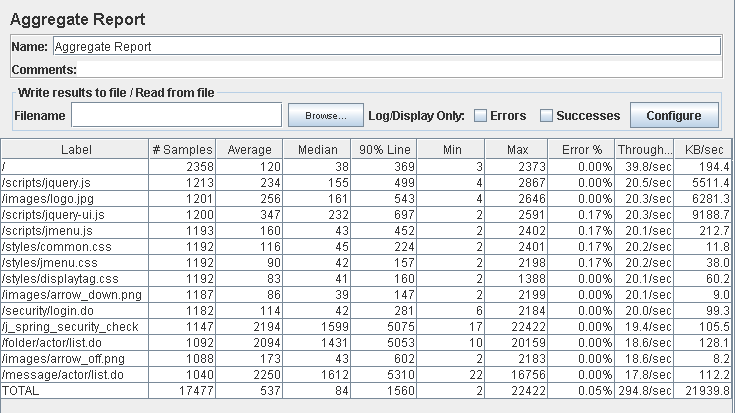 Aggregate Report
Name: Aggregate Report
Comments:
Write results to file / Read from file
Filename Browse... Log/Display Only: Errors Successes Configure
Label # Samples Average Median 90% Line Min Max Error % Through... KB/sec
/ 2358 120 38 369 3 2373 0.00% 39.8/sec 194.4
/scripts/jquery.js 1213 234 155 499 4 2867 0.00% 20.5/sec 5511.4
/images/logo.jpg 1201 256 161 543 4 2646 0.00% 20.3/sec 6281.3
/scripts/jquery-ui.js 1200 347 232 697 2 2591 0.17% 20.3/sec 9188.7
/scripts/jmenu.js 1193 160 43 452 2 2402 0.17% 20.1/sec 212.7
/styles/common.css 1192 116 45 224 2 2401 0.17% 20.2/sec 11.8
/styles/jmenu.css 1192 90 42 157 2 2198 0.17% 20.2/sec 38.0
/styles/displaytag.css 1192 83 41 160 2 1388 0.00% 20.1/sec 60.2
/images/arrow_down.png 1187 86 39 147 2 2199 0.00% 20.1/sec 9.0
/security/login.do 1182 114 42 281 6 2184 0.00% 20.0/sec 99.3
/j_spring_security_check 1147 2194 1599 5075 17 22422 0.00% 19.4/sec 105.5
/folder/actor/list.do 1092 2094 1431 5053 10 20159 0.00% 18.6/sec 128.1
/images/arrow_off.png 1088 173 43 602 2 2183 0.00% 18.6/sec 8.2
/message/actor/list.do 1040 2250 1612 5310 22 16756 0.00% 17.8/sec 112.2
TOTAL 17477 537 84 1560 2 22422 0.05% 294.8/sec 21939.8